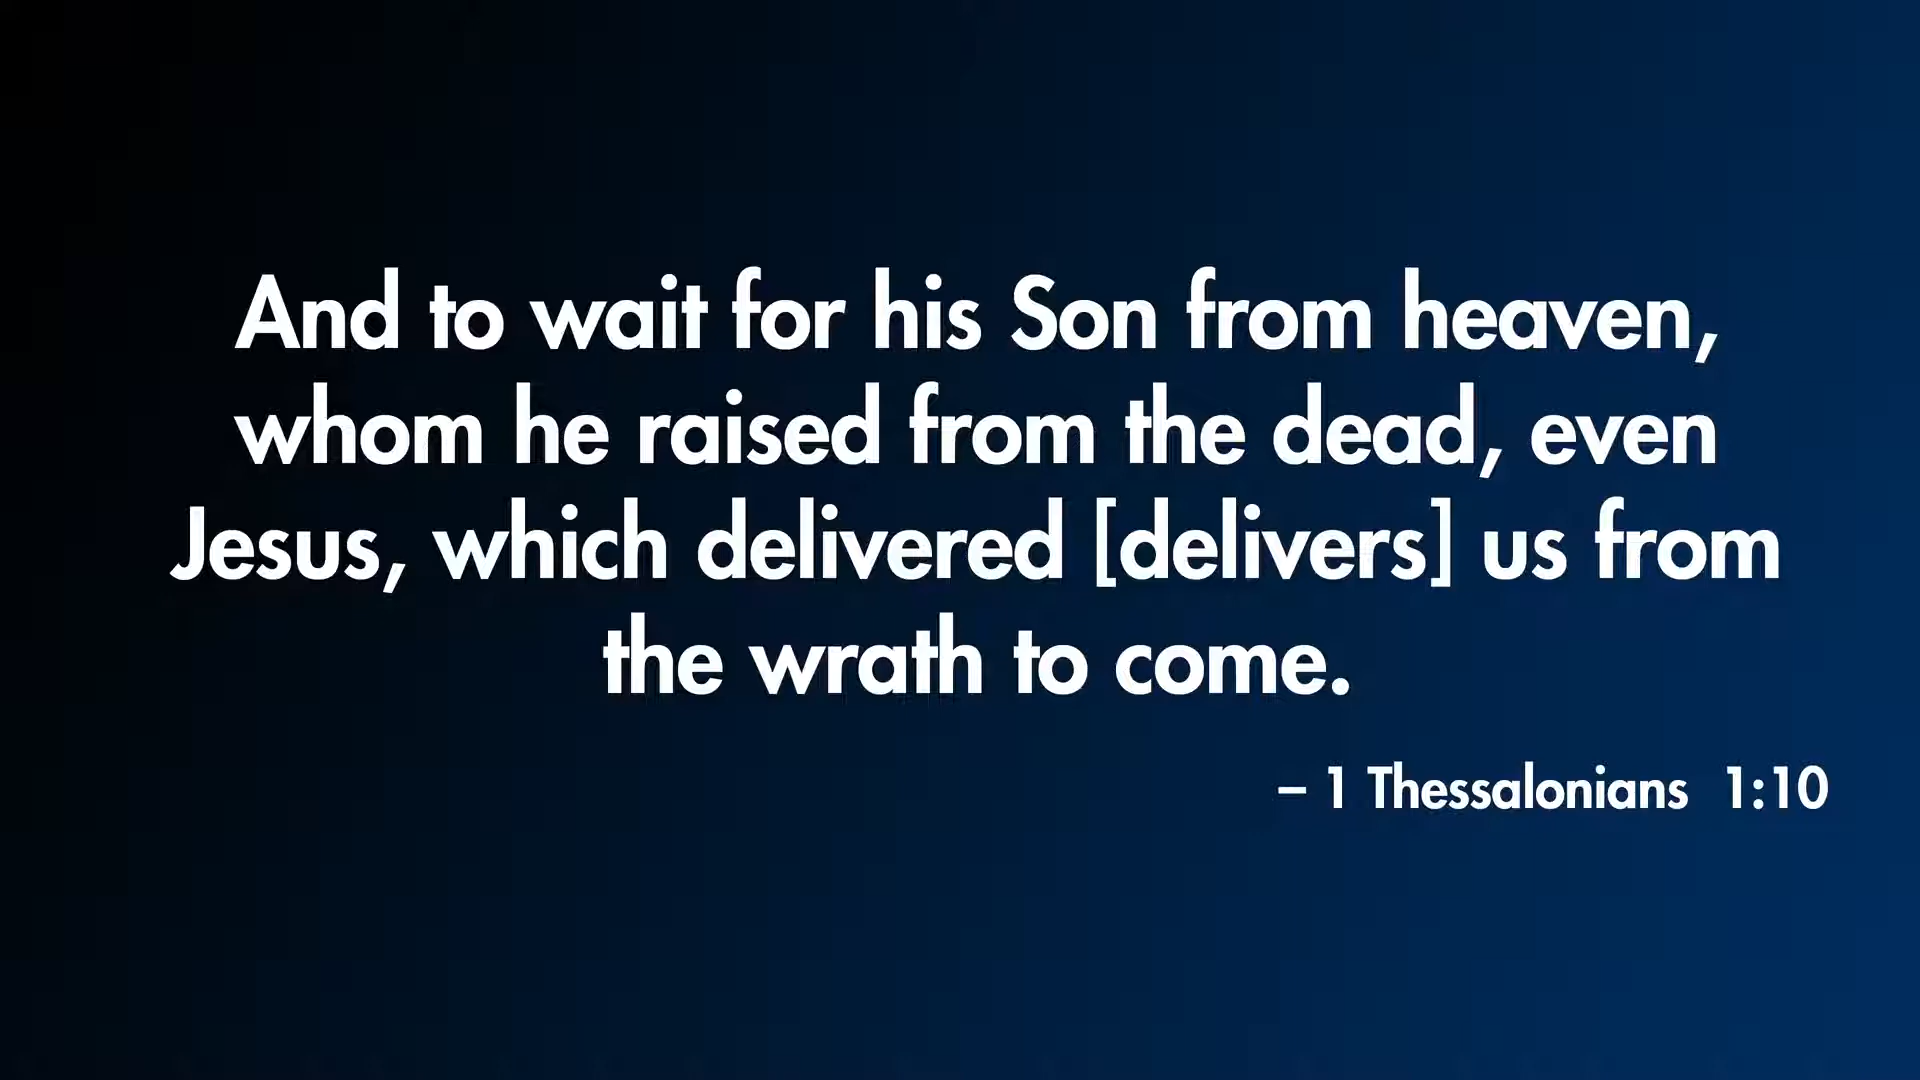 And to wait for his Son from heaven,
whom he raised from the dead, even
Jesus, which delivered [delivers] us from
the wrath to come.
– 1 Thessalonians 1:10